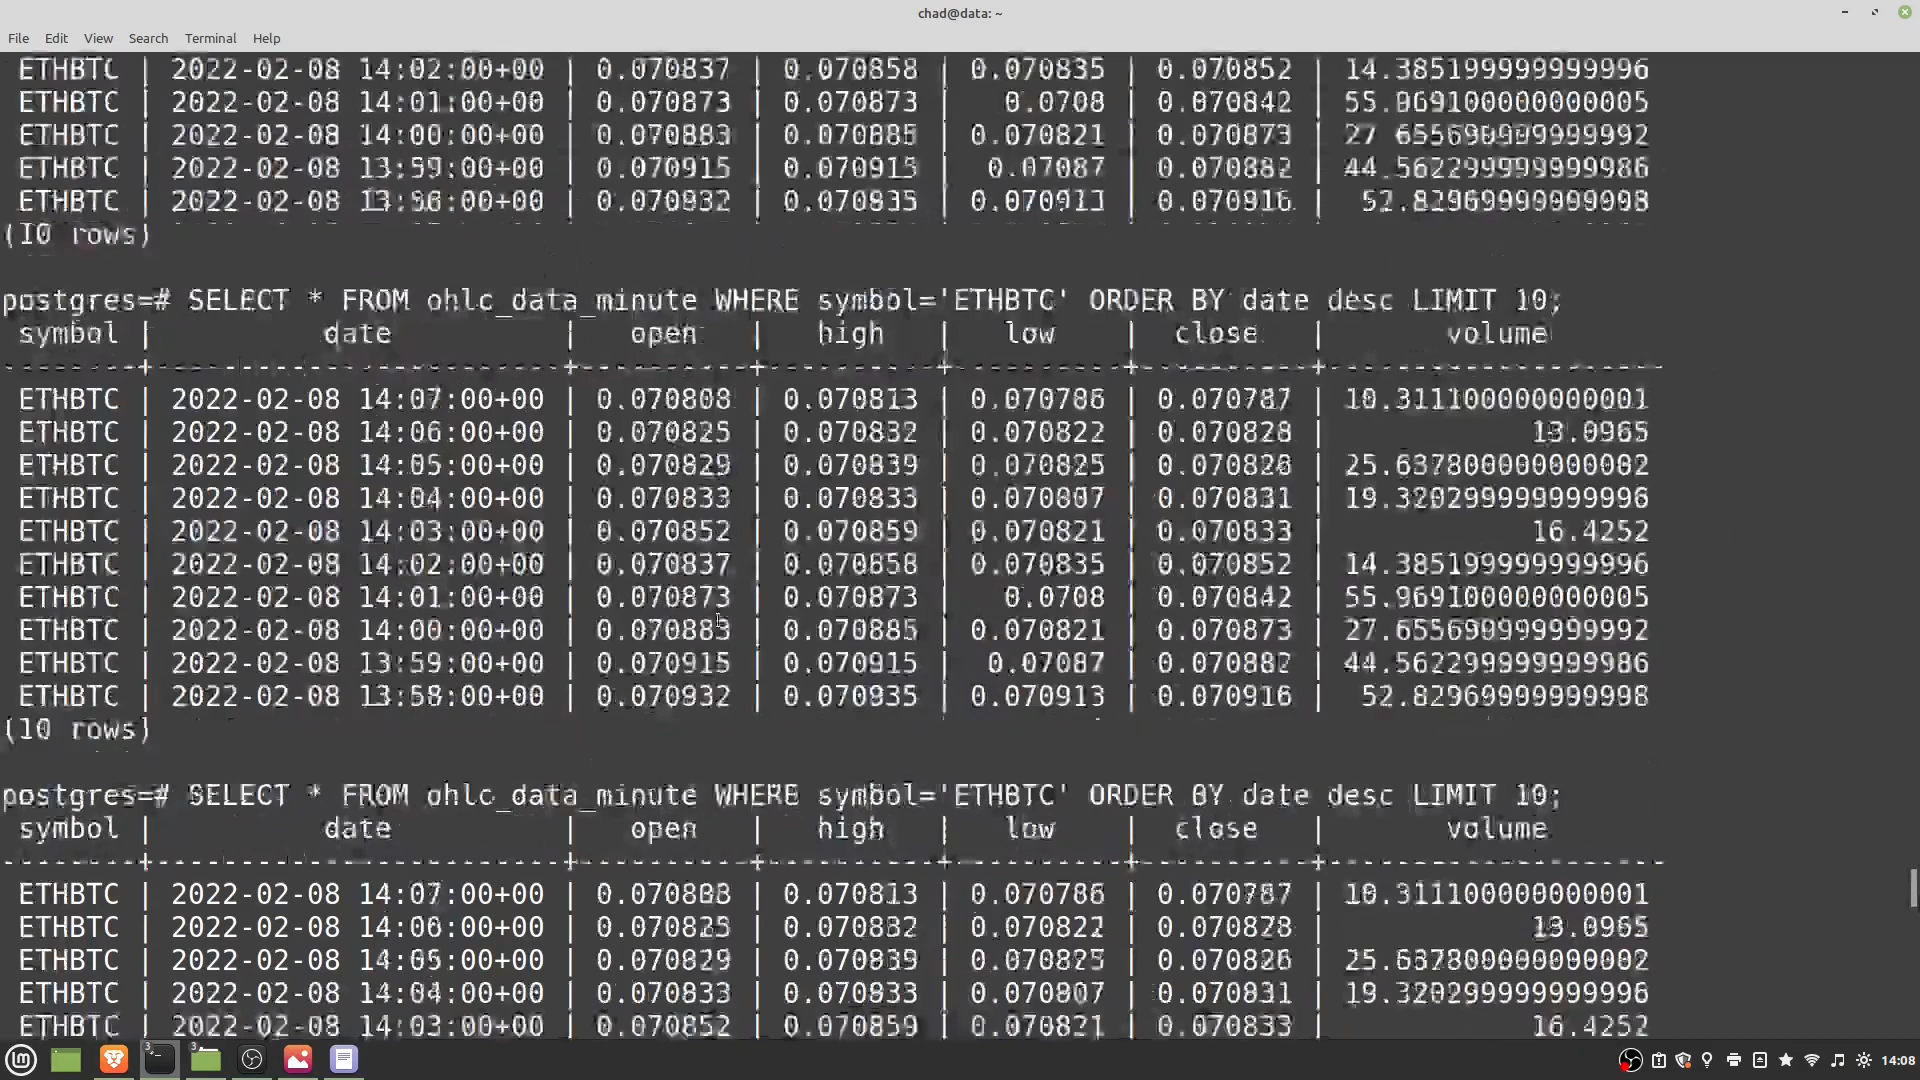 chad@data: ~
File Edit View Search Terminal Help
ETHBTC | 2022-02-08 14:02:00+00 | 0.070837 | 0.070858 | 0.070835 | 0.070852 | 14.385199999999996
ETHBTC | 2022-02-08 14:01:00+00 | 0.070873 | 0.070873 | 0.0708 | 0.070842 | 55.969100000000005
ETHBTC | 2022-02-08 14:00:00+00 | 0.070883 | 0.070885 | 0.070821 | 0.070873 | 27.655690999999992
ETHBTC | 2022-02-08 13:59:00+00 | 0.070915 | 0.070915 | 0.07087 | 0.070882 | 44.562299999999986
ETHBTC | 2022-02-08 13:58:00+00 | 0.070932 | 0.070935 | 0.070913 | 0.070916 | 52.82969999999998
(10 rows)
postgres=# SELECT * FROM ohlc_data_minute WHERE symbol='ETHBTC' ORDER BY date desc LIMIT 10;
symbol | date | open | high | low | close | volume
ETHBTC | 2022-02-08 14:07:00+00 | 0.070808 | 0.070813 | 0.070786 | 0.070787 | 10.311100000000001
ETHBTC | 2022-02-08 14:06:00+00 | 0.070825 | 0.070832 | 0.070822 | 0.070828 |
ETHBTC | 2022-02-08 14:05:00+00 | 0.070829 | 0.070839 | 0.070825 | 25.637800000000002
ETHBTC | 2022-02-08 14:04:00+00 | 0.070833 | 0.070833 | 0.070807 | 0.070831 | 19.320299999999996
ETHBTC | 2022-02-08 14:03:00+00 | 0.070852 | 0.070859 | 0.070821 | 0.070833 | 16.4252
ETHBTC | 2022-02-08 14:02:00+00 | 0.070837 | 0.070858 | 0.070835 | 0.070852 | 14.385199999999996
ETHBTC | 2022-02-08 14:01:00+00 | 0.070873 | 0.070873 | 0.0708 | 0.070842 | 55.969100000000005
ETHBTC | 2022-02-08 14:00:00+00 | 0.070883 | 0.070885 | 0.070821 | 0.070873 | 27.655690999999992
ETHBTC | 2022-02-08 13:59:00+00 | 0.070915 | 0.070915 | 0.07087 | 0.070882 | 44.562299999999986
ETHBTC | 2022-02-08 13:58:00+00 | 0.070932 | 0.070935 | 0.070913 | 0.070916 | 52.82969999999998
(10 rows)
postgres=# SELECT * FROM ohlc_data_minute WHERE symbol='ETHBTC' ORDER BY date desc LIMIT 10;
symbol | date | open | high | low | close | volume
ETHBTC | 2022-02-08 14:07:00+00 | 0.070808 | 0.070813 | 0.070786 | 0.070787 | 10.311100000000001
ETHBTC | 2022-02-08 14:06:00+00 | 0.070825 | 0.070832 | 0.070822 | 0.070828 |
ETHBTC | 2022-02-08 14:05:00+00 | 0.070829 | 0.070839 | 0.070825 | 25.637800000000002
ETHBTC | 2022-02-08 14:04:00+00 | 0.070833 | 0.070833 | 0.070807 | 0.070831 | 19.320299999999996
ETHBTC | 2022-02-08 14:03:00+00 | 0.070852 | 0.070859 | 0.070821 | 0.070833 | 16.4252
14:08